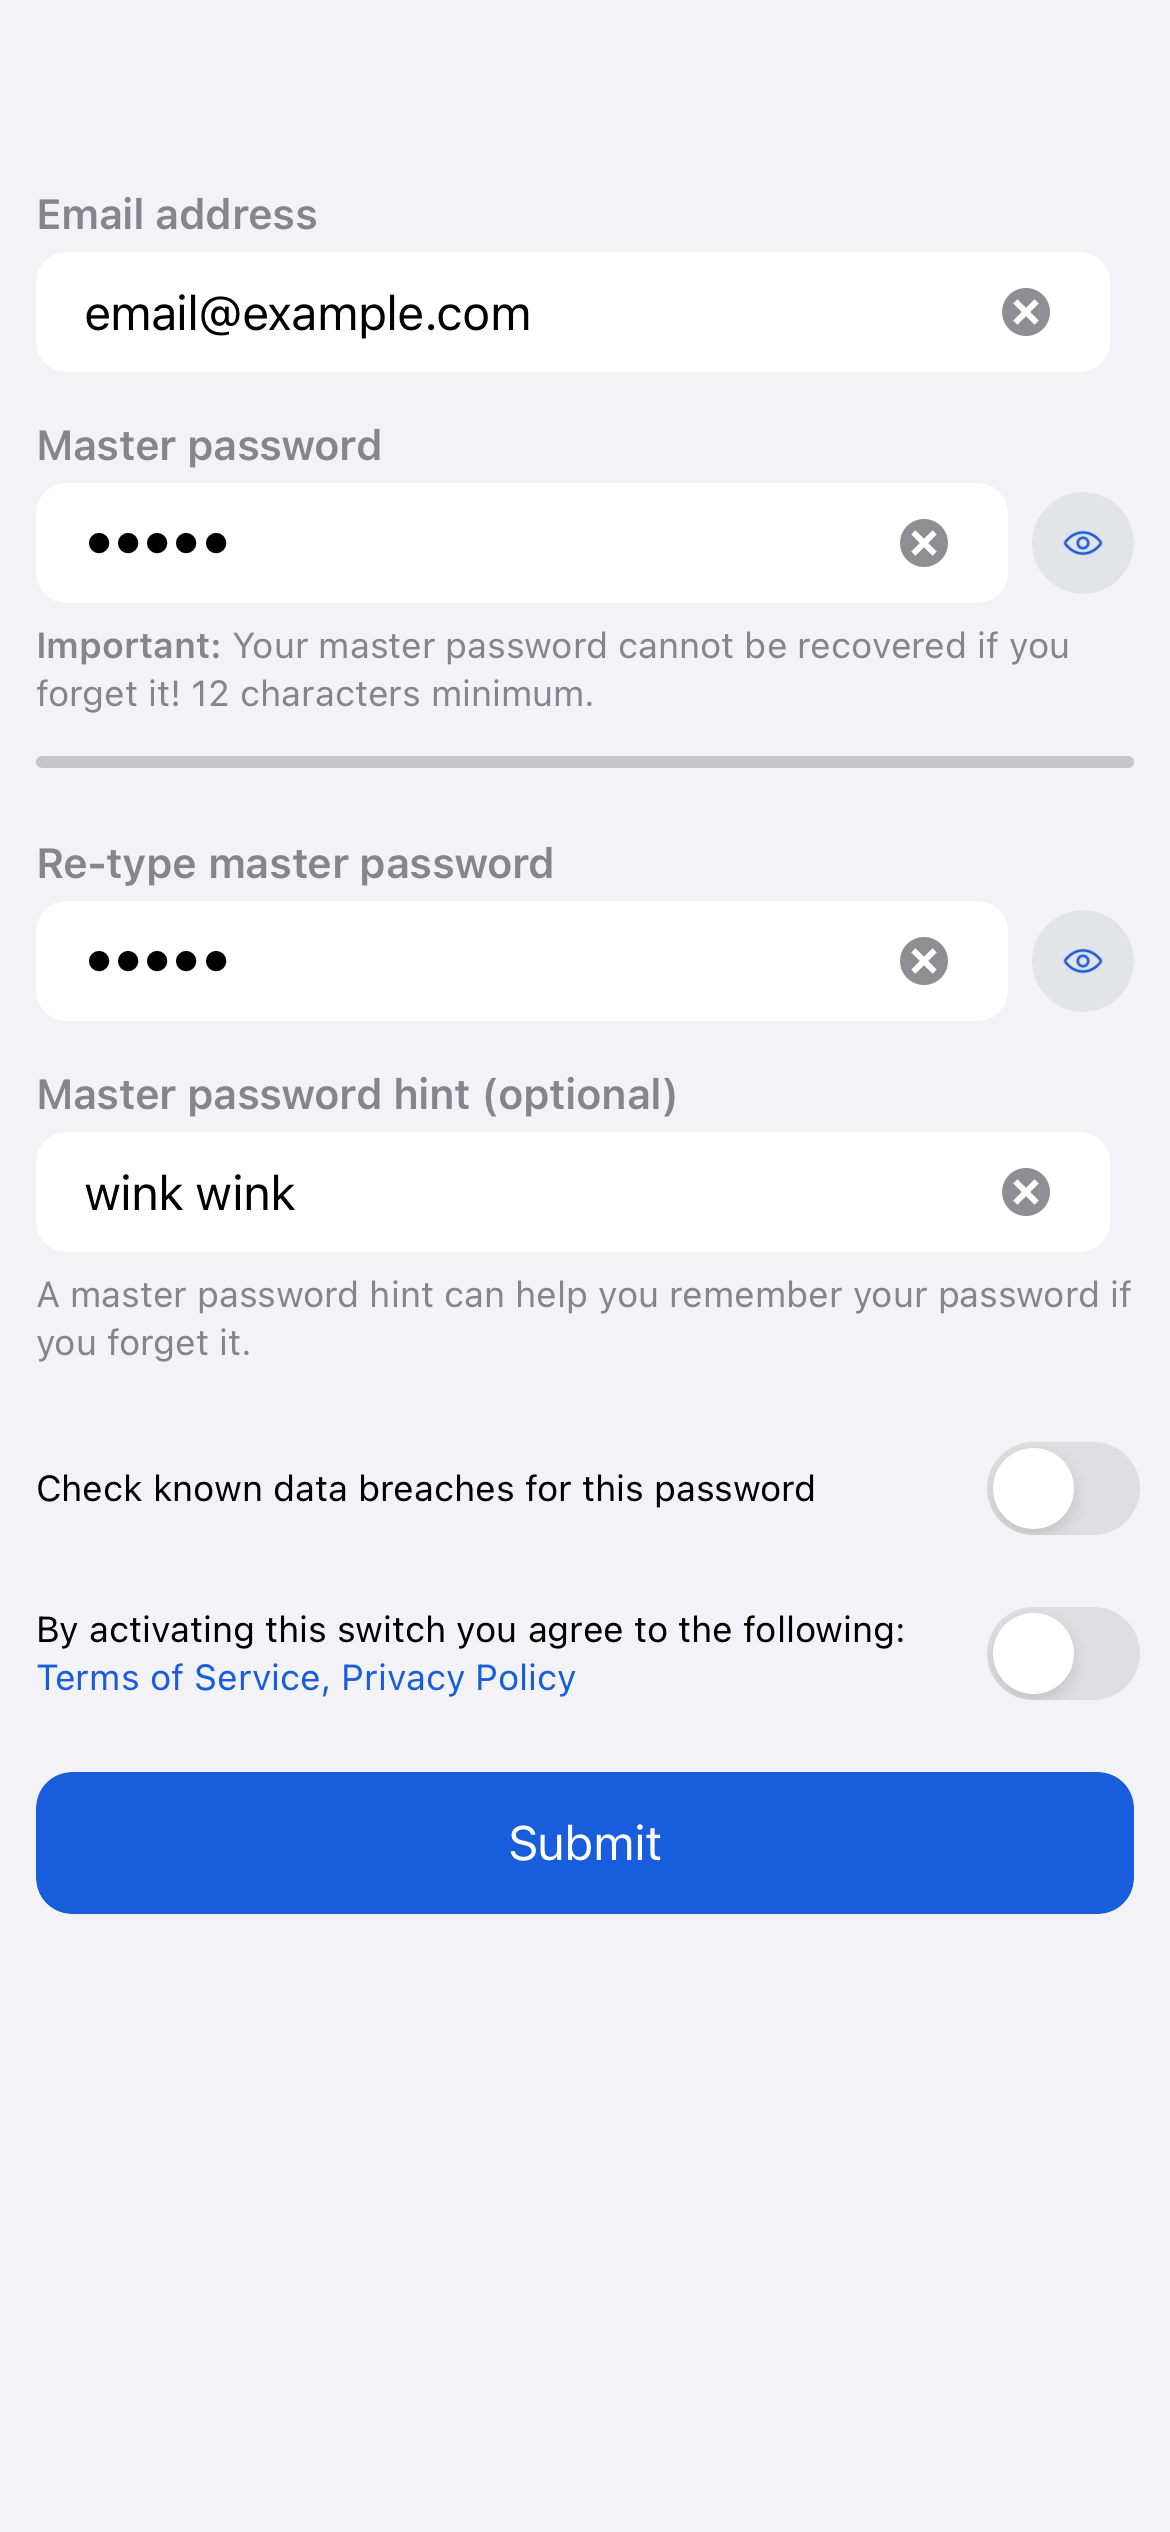 Email address
email@example.com
Master password
•••••
Important: Your master password cannot be recovered if you
forget it! 12 characters minimum.
Re-type master password
•••••
Master password hint (optional)
wink wink
A master password hint can help you remember your password if
you forget it.
Check known data breaches for this password
By activating this switch you agree to the following:
Terms of Service, Privacy Policy
Submit